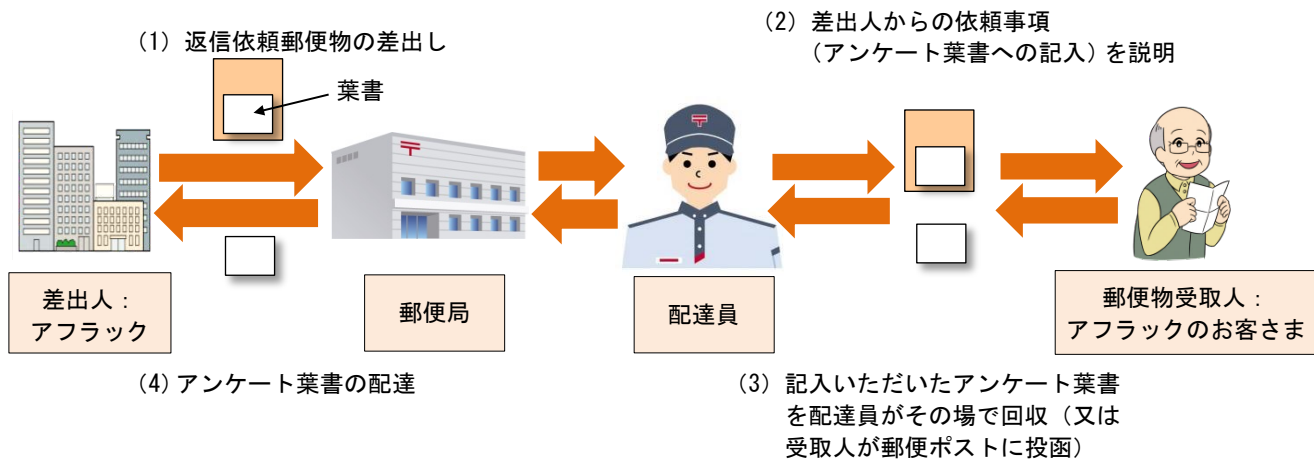 (1) 返信依頼郵便物の差出し
(2) 差出人からの依頼事項
(アンケート葉書への記入) を説明
葉書
差出人：
アフラック
郵便局
配達員
郵便物受取人：
アフラックのお客さま
(4) アンケート葉書の配達
(3) 記入いただいたアンケート葉書
を配達員がその場で回収（又は
受取人が郵便ポストに投函）